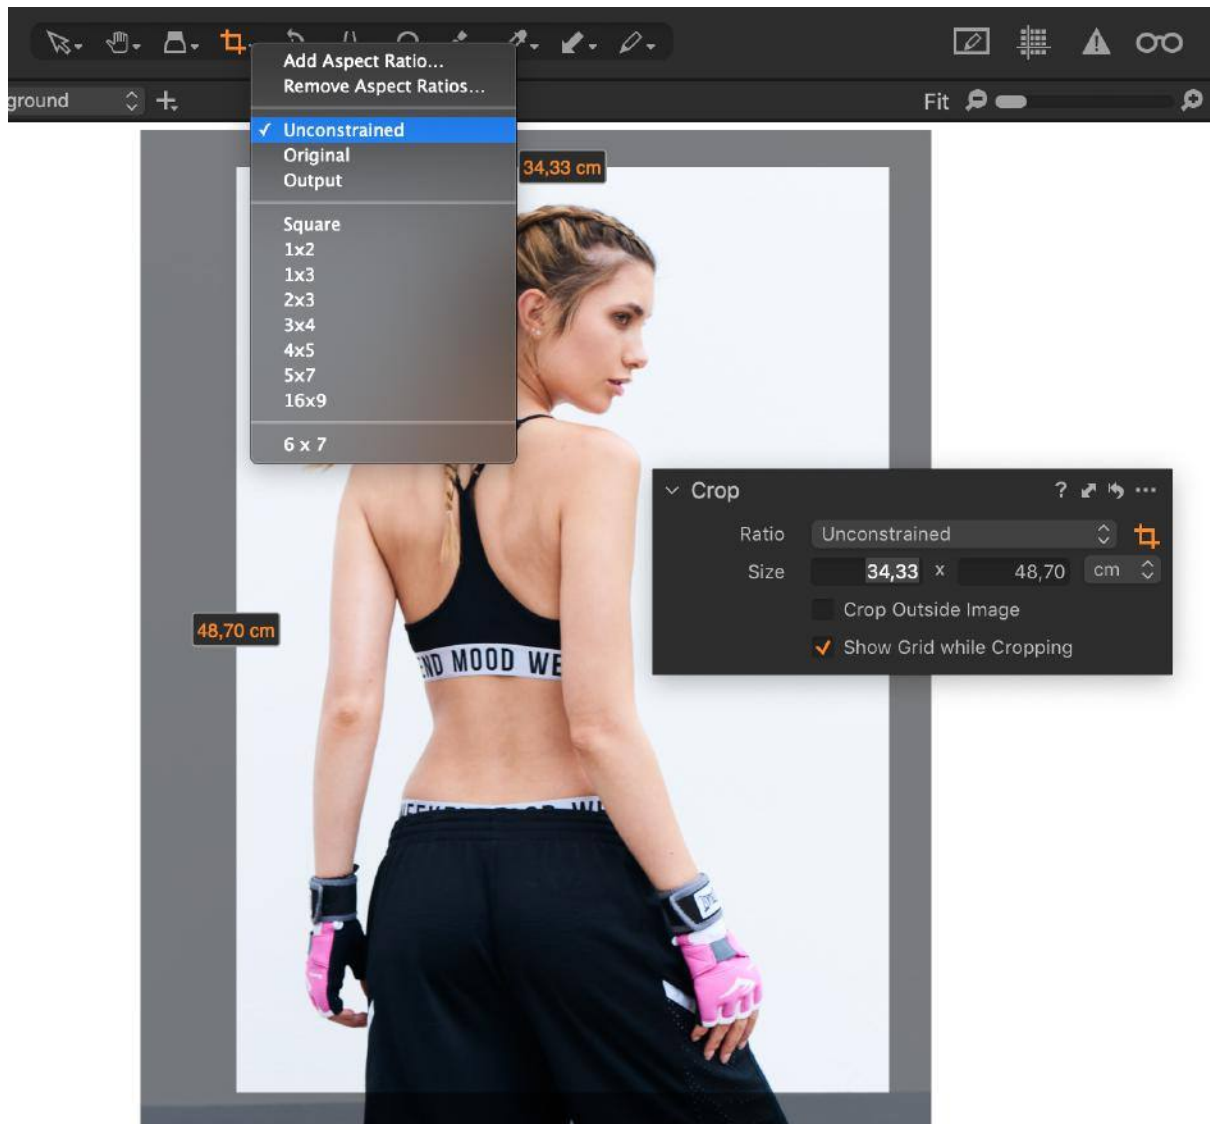 Add Aspect Ratio...
Remove Aspect Ratios...
ground
Fit
✓ Unconstrained
Original
Output
34,33 cm
Square
1x2
1x3
2x3
3x4
4x5
5x7
16x9
6 x 7
Crop
?
Ratio Unconstrained
Size 34,33 x 48,70 cm
Crop Outside Image
Show Grid while Cropping
48,70 cm
END MOOD WE